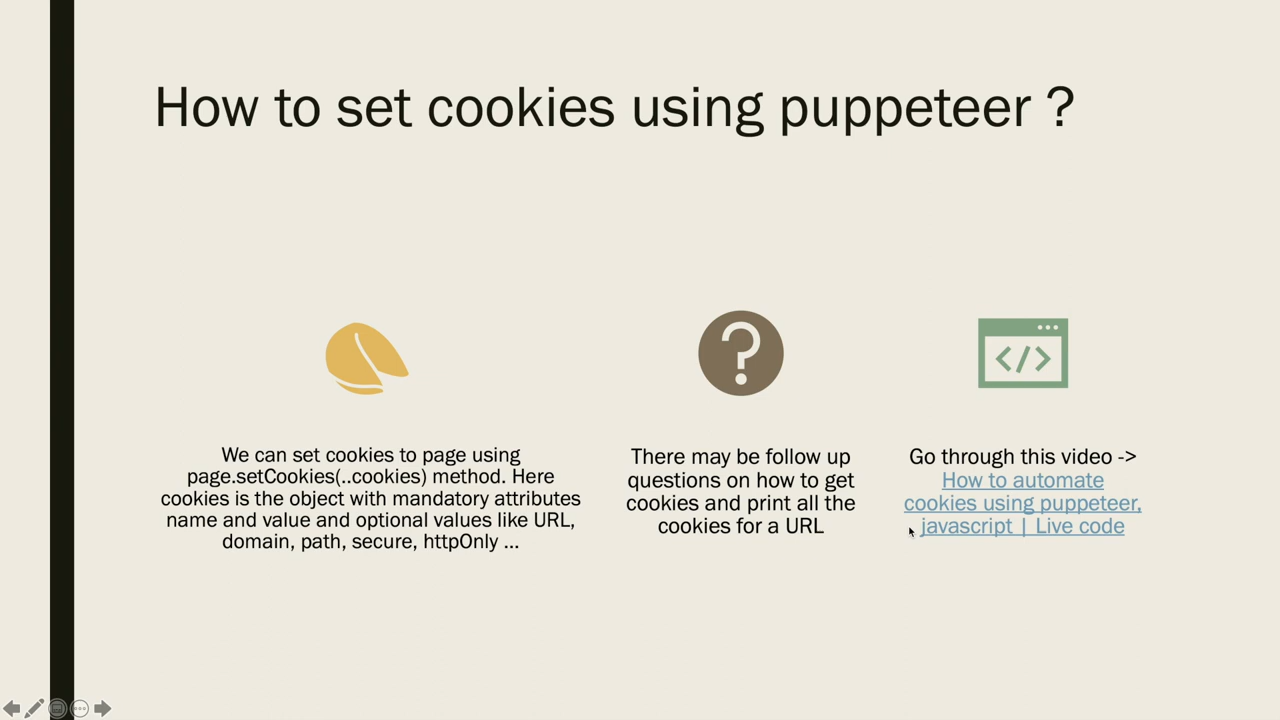 How to set cookies using puppeteer ?
We can set cookies to page using
page.setCookies(..cookies) method. Here
cookies is the object with mandatory attributes
name and value and optional values like URL,
domain, path, secure, httpOnly ...
There may be follow up
questions on how to get
cookies and print all the
cookies for a URL
Go through this video ->
How to automate
cookies using puppeteer,
javascript | Live code